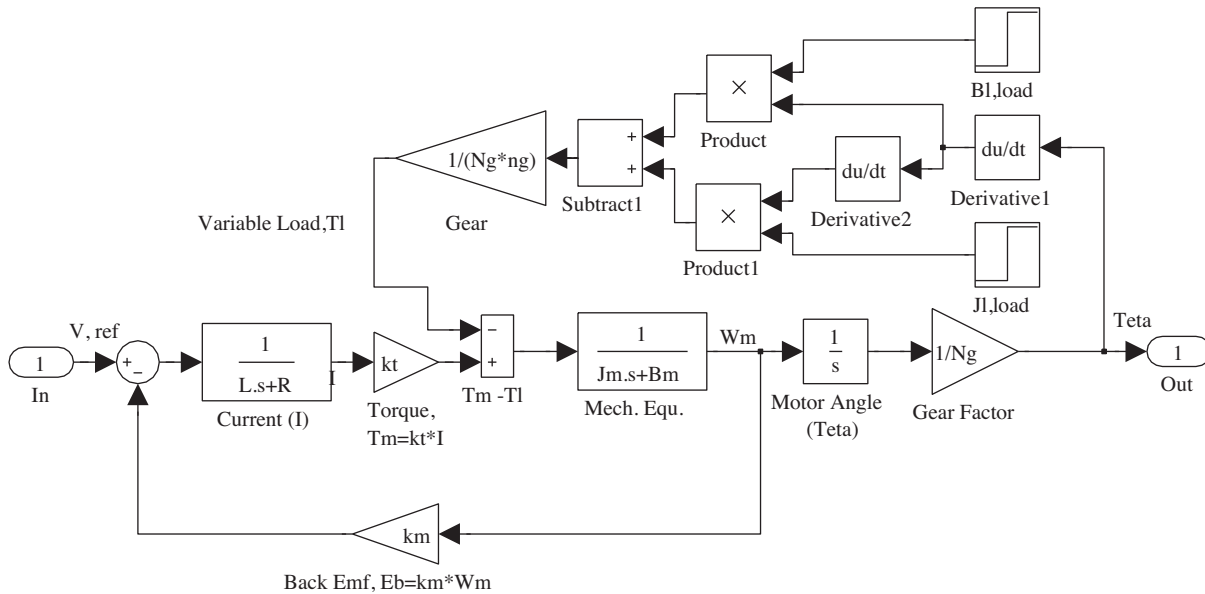 B1,load
×
Product
+
+
Subtract1
1/(Ng*ng)
Gear
du/dt
Derivative1
du/dt
Derivative2
×
Product1
J1,load
Variable Load,Tl
V, ref
1
In
+
−
1
L.s+R
Current (I)
I
kt
Torque,
Tm=kt*I
−
+
Tm -Tl
1
Jm.s+Bm
Mech. Equ.
Wm
1
s
Motor Angle
(Teta)
1/Ng
Gear Factor
Teta
1
Out
km
Back Emf, Eb=km*Wm